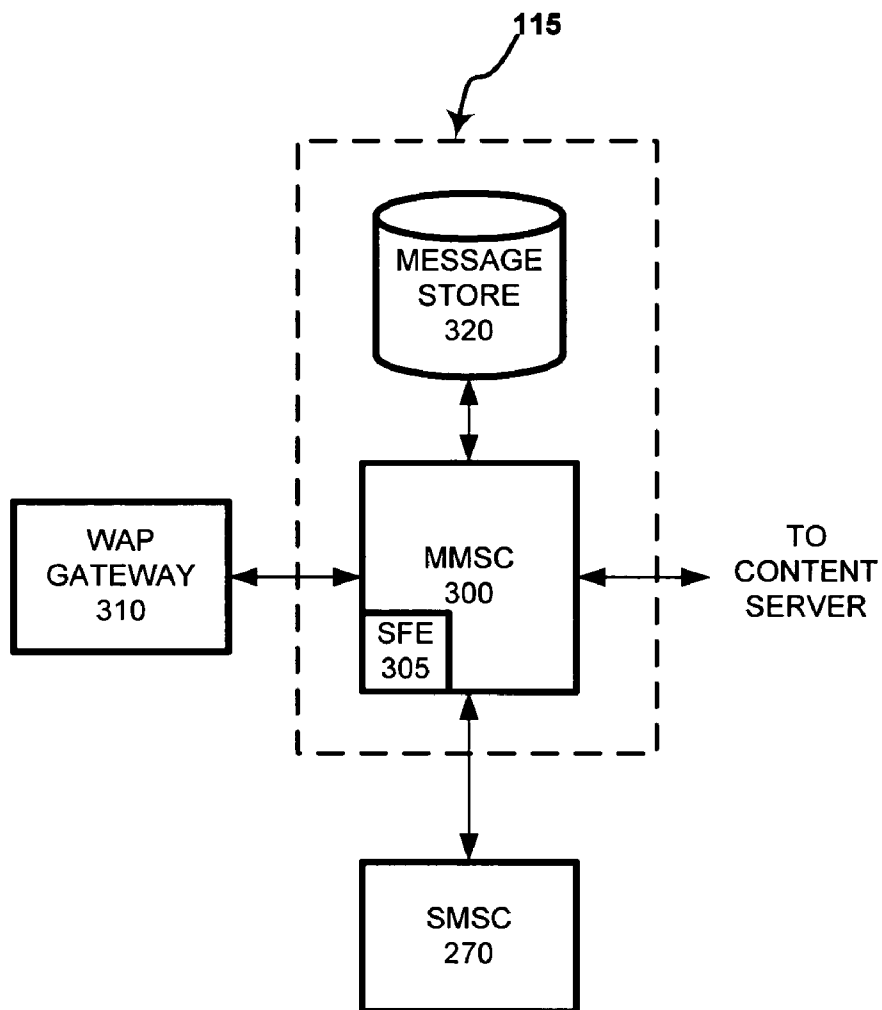 115
MESSAGE
STORE
320
WAP
GATEWAY
310
MMSC
300
SFE
305
TO
CONTENT
SERVER
SMSC
270